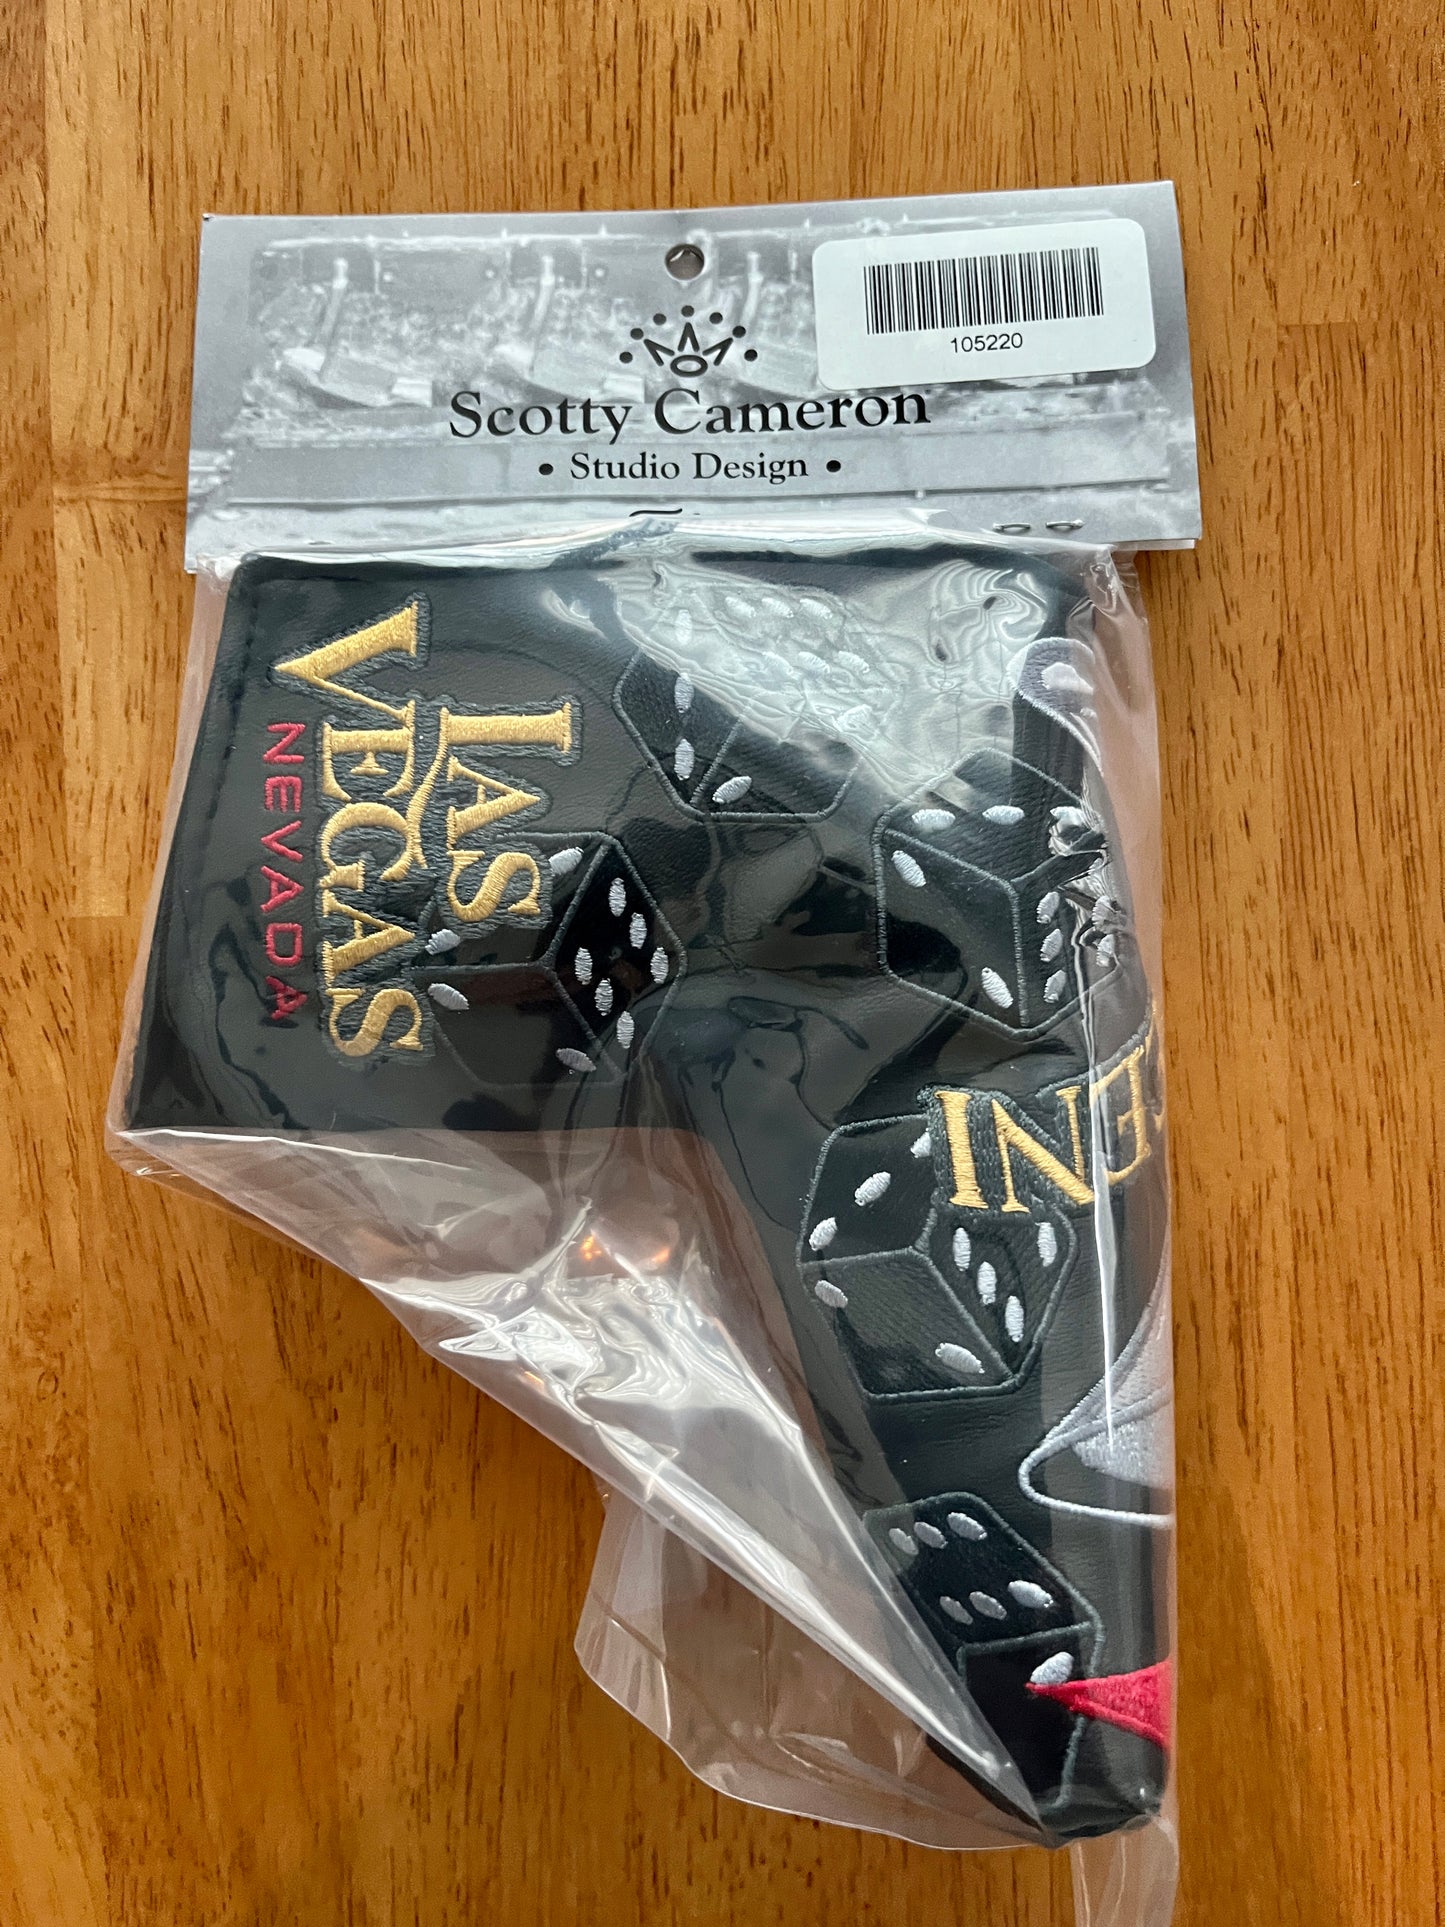 105220
Scotty Cameron
• Studio Design •
LAS
VEGAS
NEVADA